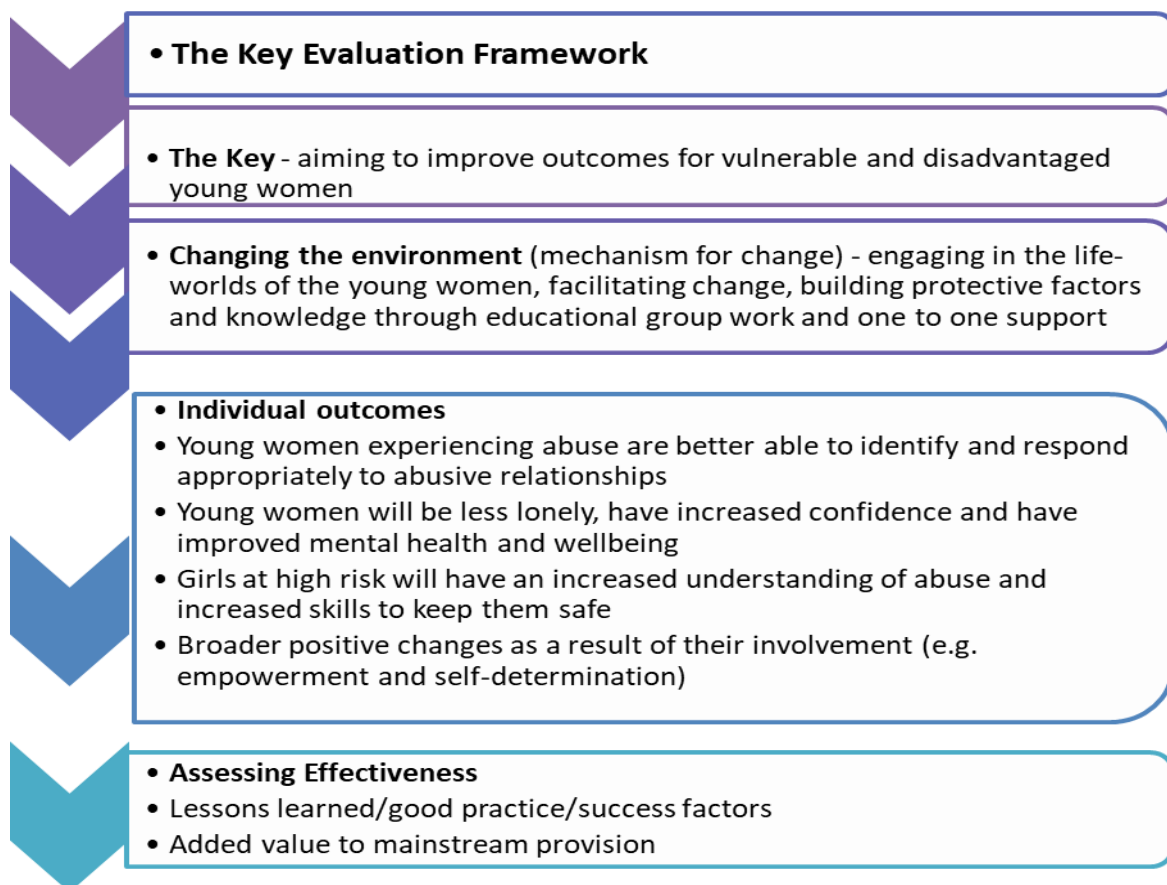 • The Key Evaluation Framework
• The Key - aiming to improve outcomes for vulnerable and disadvantaged
young women
• Changing the environment (mechanism for change) - engaging in the life-
worlds of the young women, facilitating change, building protective factors
and knowledge through educational group work and one to one support
• Individual outcomes
• Young women experiencing abuse are better able to identify and respond
appropriately to abusive relationships
• Young women will be less lonely, have increased confidence and have
improved mental health and wellbeing
• Girls at high risk will have an increased understanding of abuse and
increased skills to keep them safe
• Broader positive changes as a result of their involvement (e.g.
empowerment and self-determination)
• Assessing Effectiveness
• Lessons learned/good practice/success factors
• Added value to mainstream provision